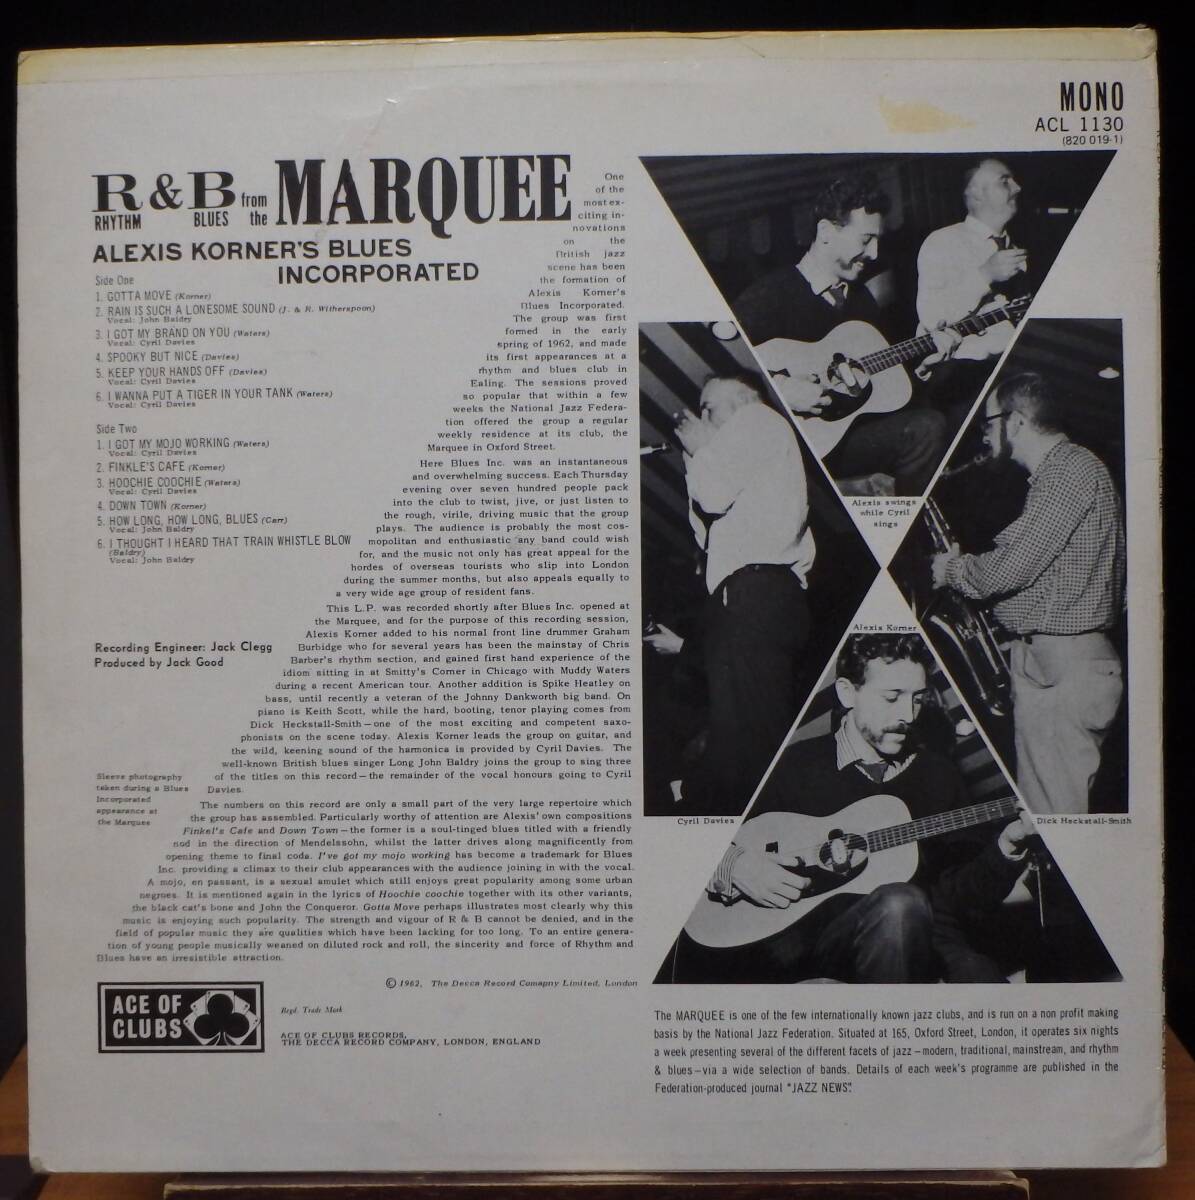 MONO
ACL 1130
(820 019-1)
R & B from the MARQUEE
RHYTHM BLUES
ALEXIS KORNER'S BLUES
INCORPORATED
Side One
1. GOTTA MOVE (Korner)
2. RAIN IS SUCH A LONESOME SOUND (J. & R. Witherspoon)
Vocal: John Baldry
3. I GOT MY BRAND ON YOU (Waters)
Vocal: Cyril Davies
4. SPOOKY BUT NICE (Davies)
5. KEEP YOUR HANDS OFF (Davies)
Vocal: Cyril Davies
6. I WANNA PUT A TIGER IN YOUR TANK (Waters)
Vocal: Cyril Davies
Side Two
1. I GOT MY MOJO WORKING (Waters)
Vocal: Cyril Davies
2. FINKLE'S CAFE (Korner)
3. HOOCHIE COOCHIE (Waters)
Vocal: Cyril Davies
4. DOWN TOWN (Korner)
5. HOW LONG, HOW LONG, BLUES (Carr)
Vocal: John Baldry
6. I THOUGHT I HEARD THAT TRAIN WHISTLE BLOW
(Baldry)
Vocal: John Baldry
Recording Engineer: Jack Clegg
Produced by Jack Good
Sleeve photography
taken during a Blues
Incorporated
appearance at
the Marquee
One
of the
most ex-
citing in-
novations
on the
British jazz
scene has been
the formation of
Alexis Korner's
Blues Incorporated.
The group was first
formed in the early
spring of 1962, and made
its first appearances at a
rhythm and blues club in
Ealing. The sessions proved
so popular that within a few
weeks the National Jazz Federa-
tion offered the group a regular
weekly residence at its club, the
Marquee in Oxford Street.
Here Blues Inc. was an instantaneous
and overwhelming success. Each Thursday
evening over seven hundred people pack
into the club to twist, jive, or just listen to
the rough, virile, driving music that the group
plays. The audience is probably the most cos-
mopolitan and enthusiastic any band could wish
for, and the music not only has great appeal for the
hordes of overseas tourists who slip into London
during the summer months, but also appeals equally to
a very wide age group of resident fans.
This L.P. was recorded shortly after Blues Inc. opened at
the Marquee, and for the purpose of this recording session,
Alexis Korner added to his normal front line drummer Graham
Burbidge who for several years has been the mainstay of Chris
Barber's rhythm section, and gained first hand experience of the
idiom sitting in at Smitty's Corner in Chicago with Muddy Waters
during a recent American tour. Another addition is Spike Heatley on
bass, until recently a veteran of the Johnny Dankworth big band. On
piano is Keith Scott, while the hard, booting, tenor playing comes from
Dick Heckstall-Smith—one of the most exciting and competent saxo-
phonists on the scene today. Alexis Korner leads the group on guitar, and
the wild, keening sound of the harmonica is provided by Cyril Davies. The
well-known British blues singer Long John Baldry joins the group to sing three
of the titles on this record—the remainder of the vocal honours going to Cyril
Davies.
The numbers on this record are only a small part of the very large repertoire which
the group has assembled. Particularly worthy of attention are Alexis' own compositions
Finkel's Cafe and Down Town—the former is a soul-tinged blues titled with a friendly
nod in the direction of Mendelssohn, whilst the latter drives along magnificently from
opening theme to final coda. I've got my mojo working has become a trademark for Blues
Inc. providing a climax to their club appearances with the audience joining in with the vocal.
A mojo, en passant, is a sexual amulet which still enjoys great popularity among some urban
negroes. It is mentioned again in the lyrics of Hoochie coochie together with its other variants,
the black cat's bone and John the Conqueror. Gotta Move perhaps illustrates most clearly why this
music is enjoying such popularity. The strength and vigour of R & B cannot be denied, and in the
field of popular music they are qualities which have been lacking for too long. To an entire genera-
tion of young people musically weaned on diluted rock and roll, the sincerity and force of Rhythm and
Blues have an irresistible attraction.
© 1962, The Decca Record Comapny Limited, London
Alexis swings
while Cyril
sings
Alexis Korner
Cyril Davies
Dick Heckstall-Smith
ACE OF
CLUBS
Regd. Trade Mark
ACE OF CLUBS RECORDS,
THE DECCA RECORD COMPANY, LONDON, ENGLAND
The MARQUEE is one of the few internationally known jazz clubs, and is run on a non profit making
basis by the National Jazz Federation. Situated at 165, Oxford Street, London, it operates six nights
a week presenting several of the different facets of jazz—modern, traditional, mainstream, and rhythm
& blues—via a wide selection of bands. Details of each week's programme are published in the
Federation-produced journal "JAZZ NEWS".